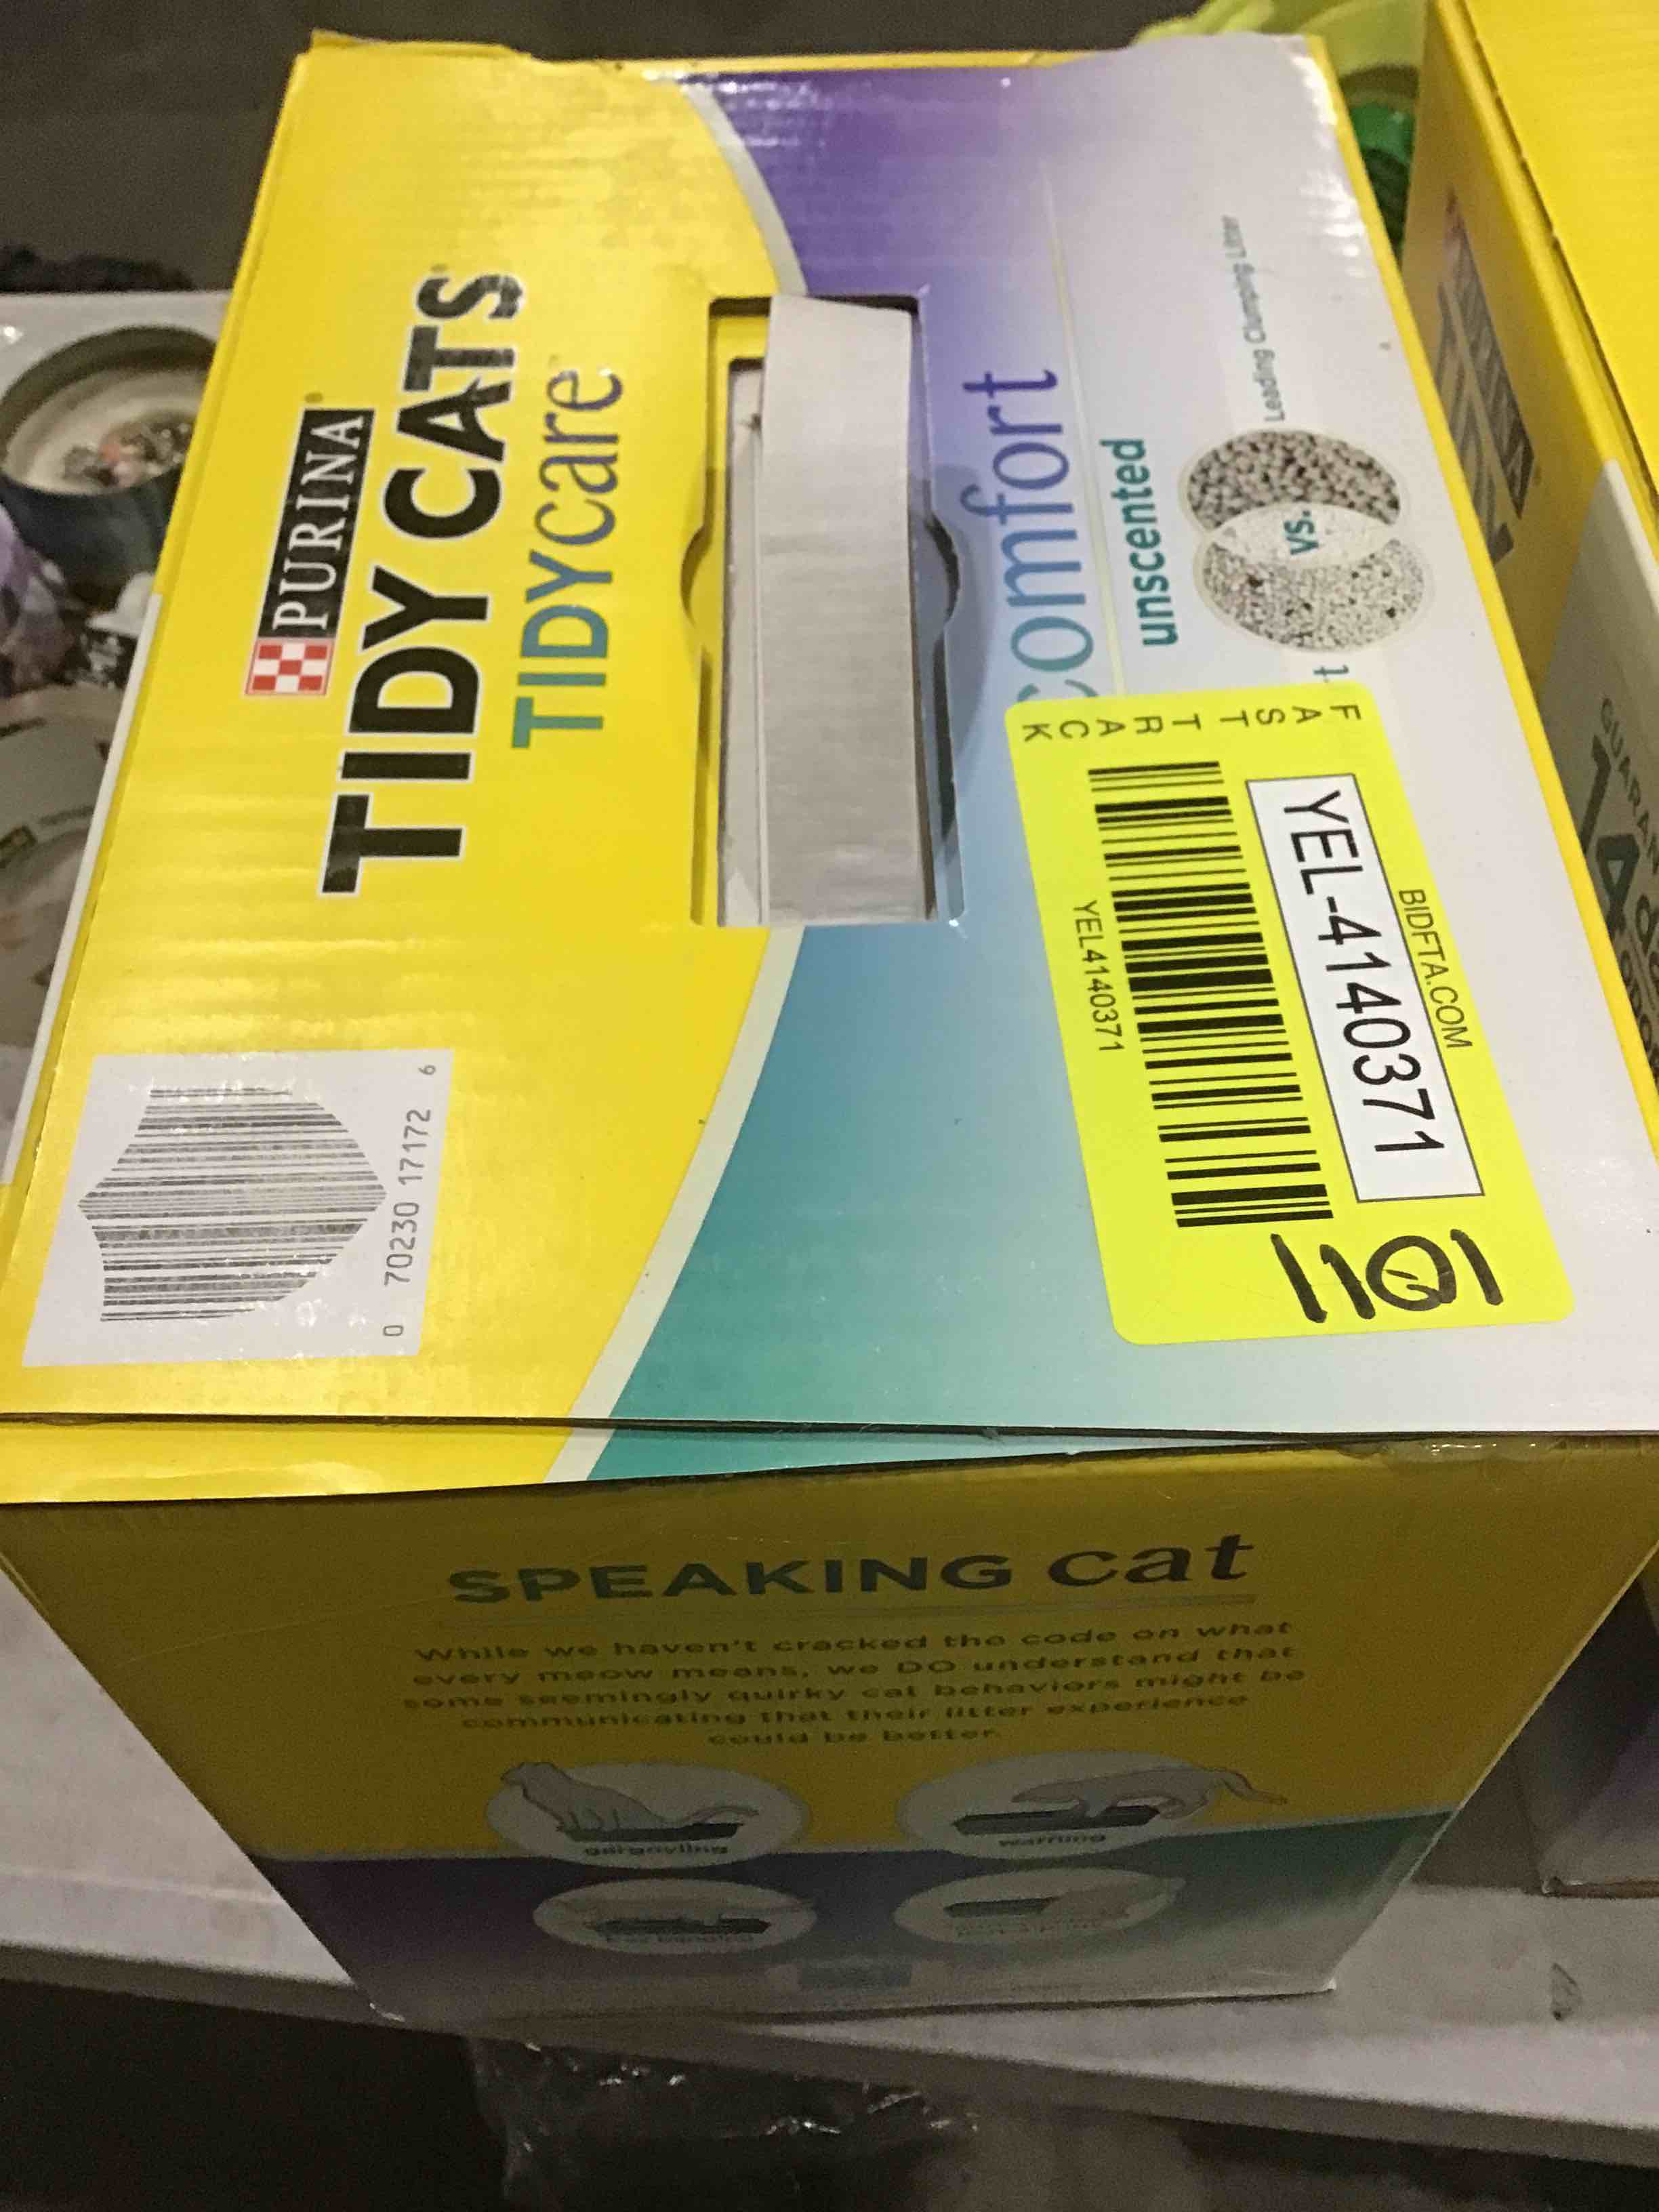 PURINA
TIDY CATS
TIDYcare
comfort
unscented
Leading Clumping Litter
vs.
0 70230 17172 6
FAST TRACK
BIDFTA.COM
YEL-4140371
YEL4140371
1101
SPEAKING cat
While we haven't cracked the code on what
every meow means, we DO understand that
some seemingly quirky cat behaviors might be
communicating that their litter experience
could be better.
gargoyling